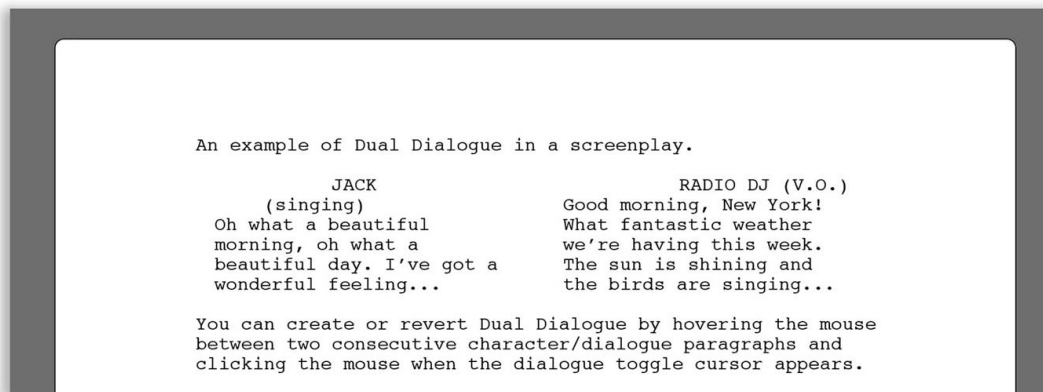 An example of Dual Dialogue in a screenplay.
JACK
(singing)
Oh what a beautiful
morning, oh what a
beautiful day. I've got a
wonderful feeling...
RADIO DJ (V.O.)
Good morning, New York!
What fantastic weather
we're having this week.
The sun is shining and
the birds are singing...
You can create or revert Dual Dialogue by hovering the mouse
between two consecutive character/dialogue paragraphs and
clicking the mouse when the dialogue toggle cursor appears.